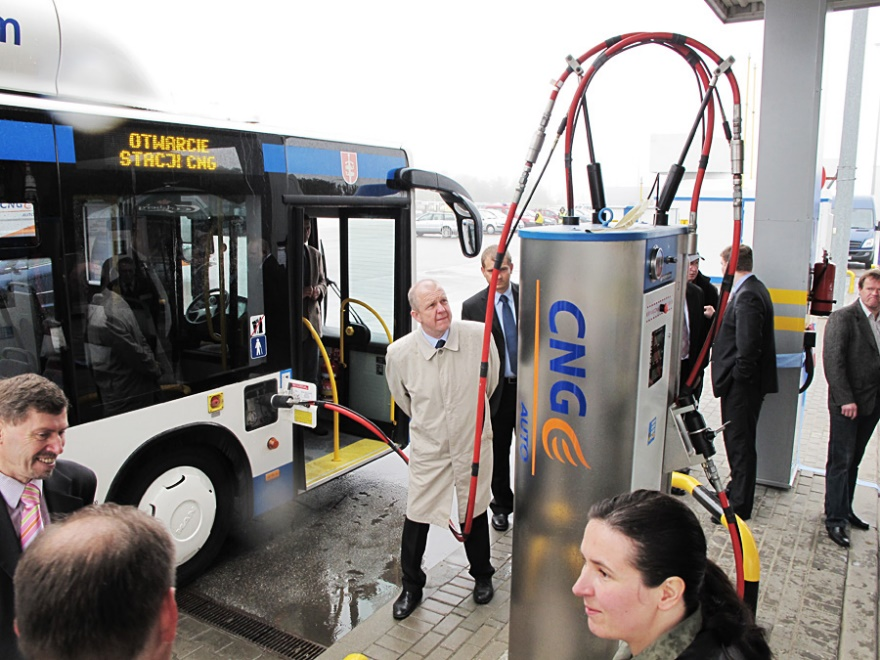 m
OTWARCIE
STACJI CNG
CNG
AUTO